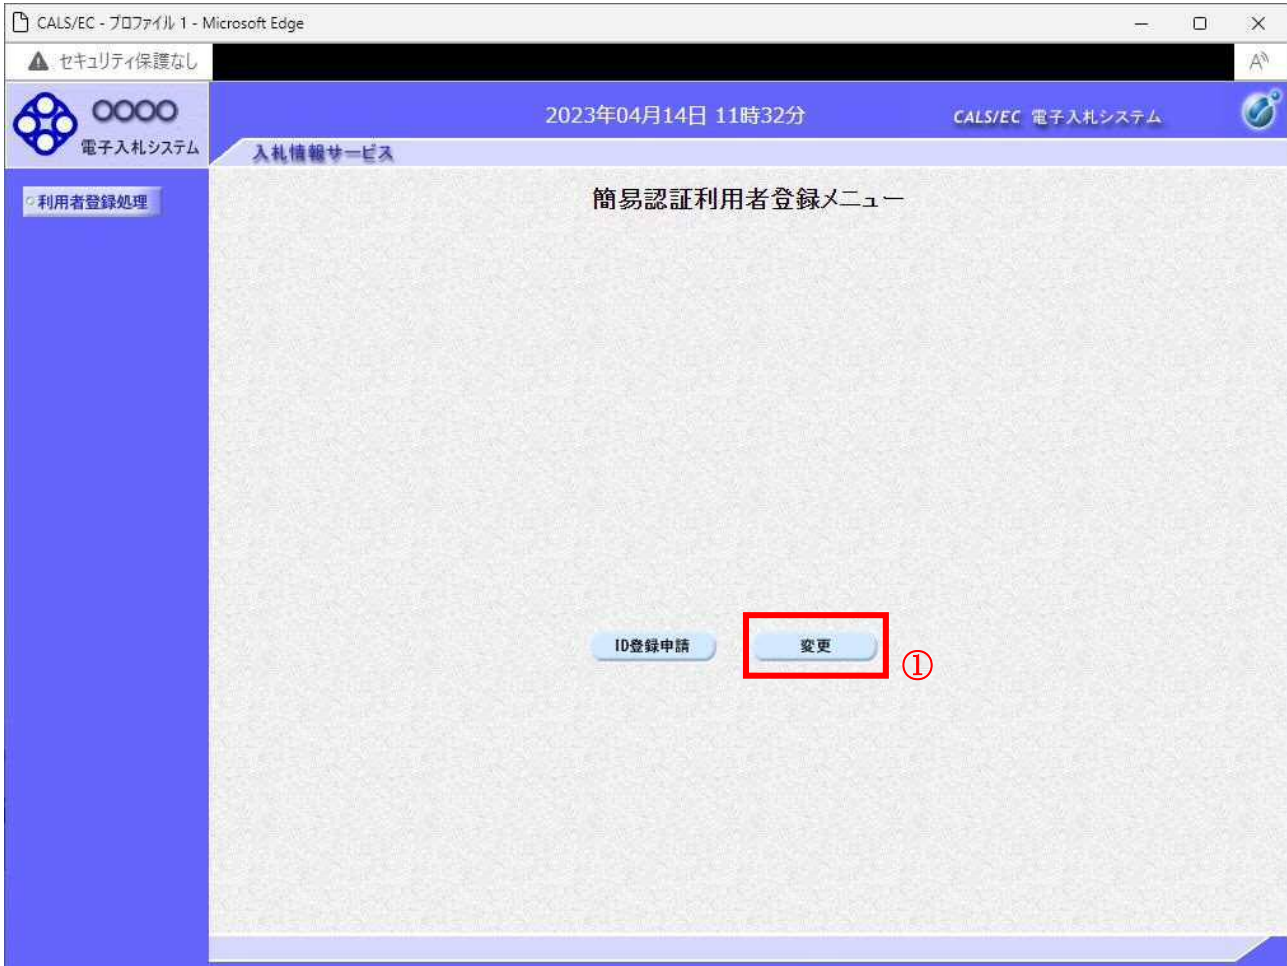 CALS/EC - プロファイル 1 - Microsoft Edge
セキュリティ保護なし
OOOO
2023年04月14日 11時32分
CALS/EC 電子入札システム
電子入札システム
入札情報サービス
利用者登録処理
簡易認証利用者登録メニュー
ID登録申請
変更
①